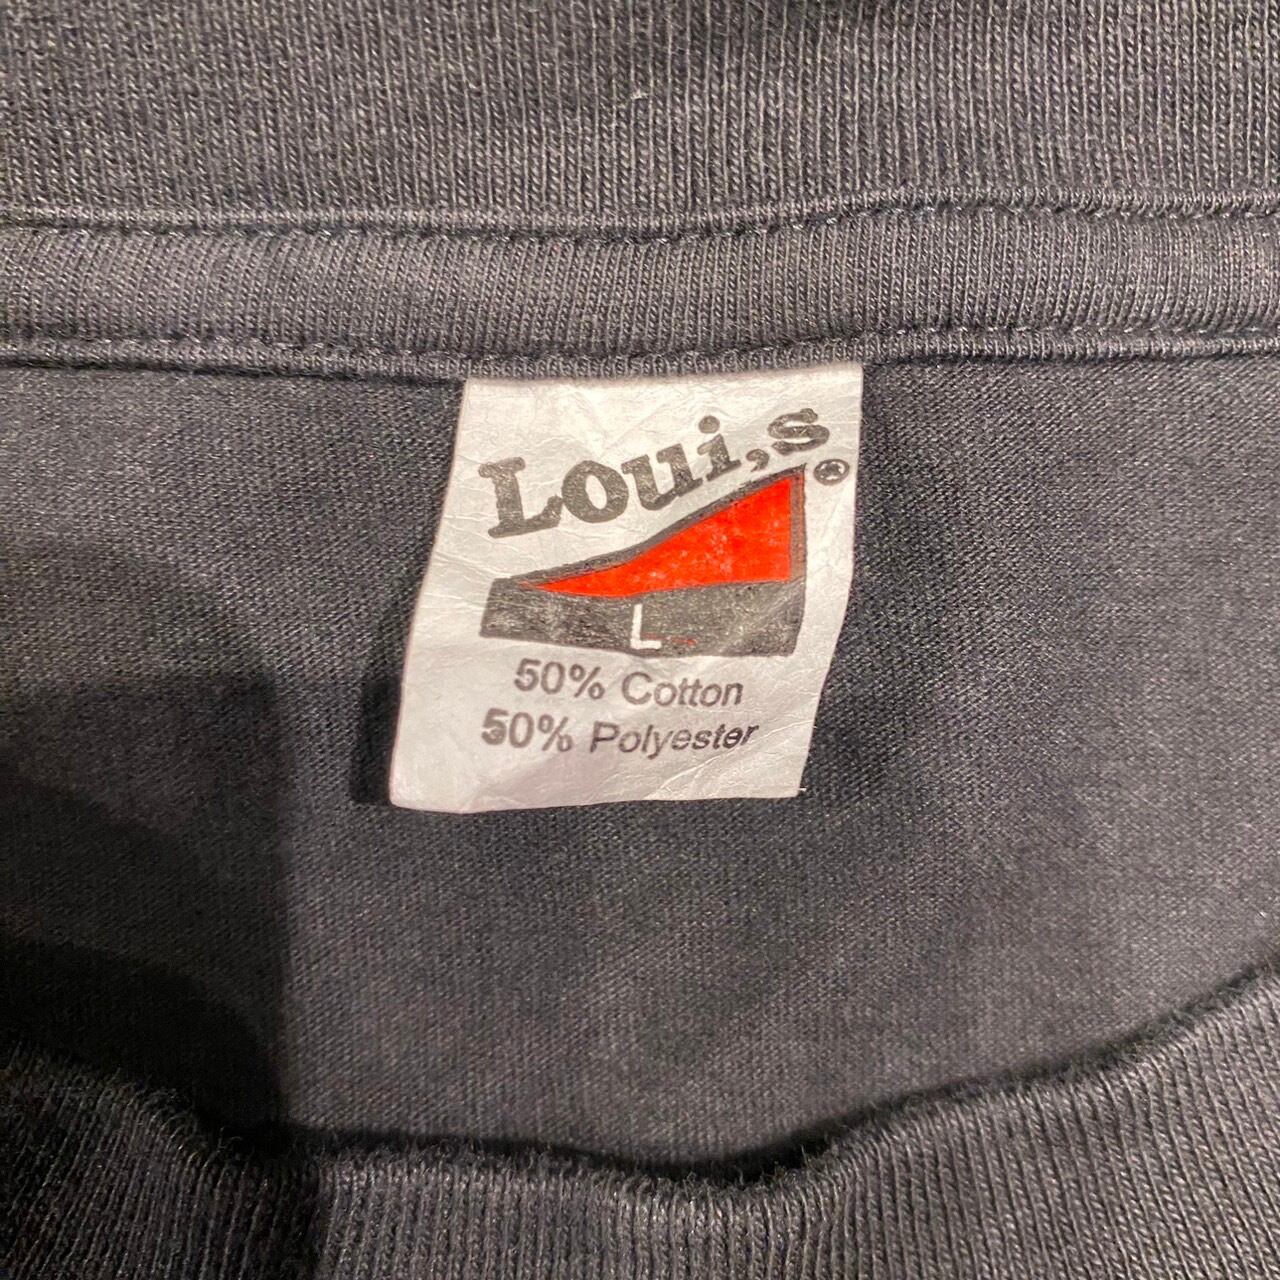 Loui,s®
L
50% Cotton
50% Polyester